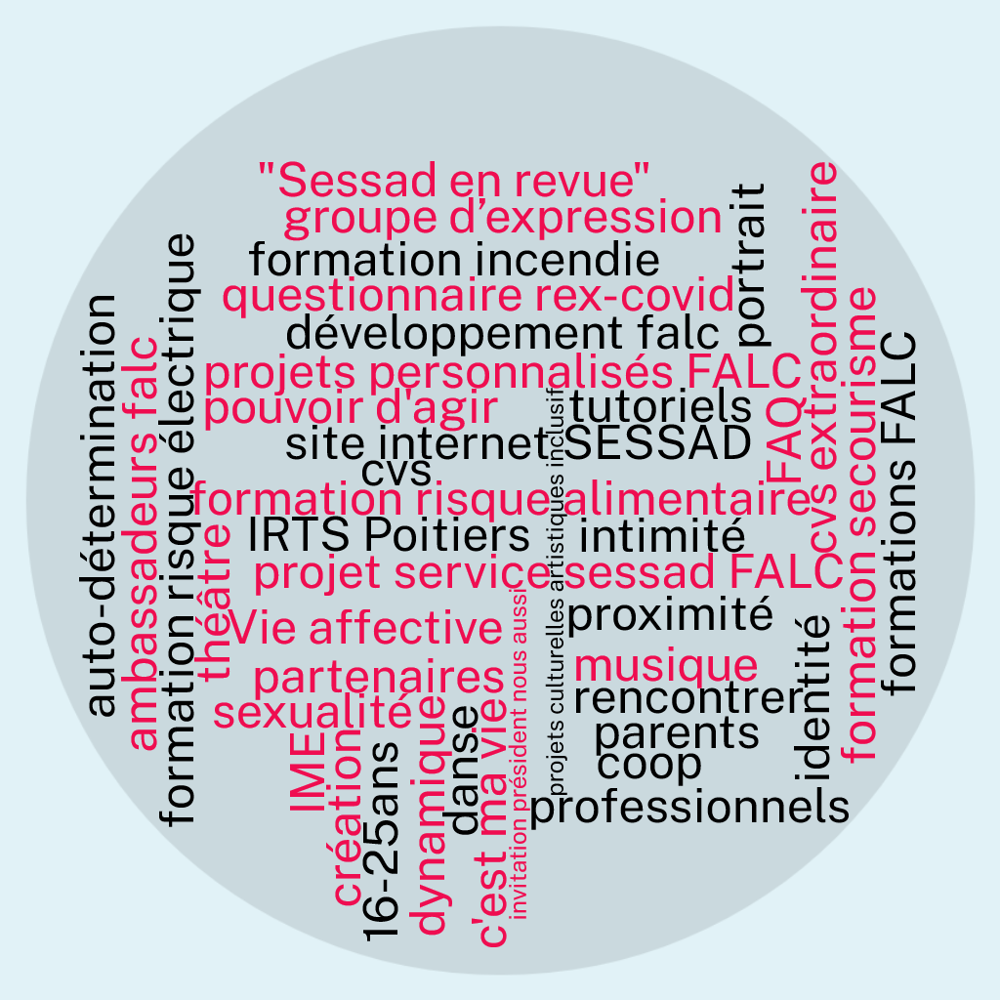 "Sessad en revue"
groupe d’expression
formation incendie
questionnaire rex-covid
portrait
développement falc
projets personnalisés FALC
pouvoir d'agir
tutoriels
site internet SESSAD
cvs
formation risque alimentaire
IRTS Poitiers
intimité
projet service sessad FALC
proximité
Vie affective
musique
partenaires
rencontrer
sexualité
parents
coop
professionnels
auto-détermination
ambassadeurs falc
formation risque électrique
théâtre
IME
création
16-25ans
dynamique
danse
c'est ma vie
invitation président nous aussi
projets culturelles artistiques inclusif
FAQ
identité
cvs extraordinaire
formation secourisme
formations FALC